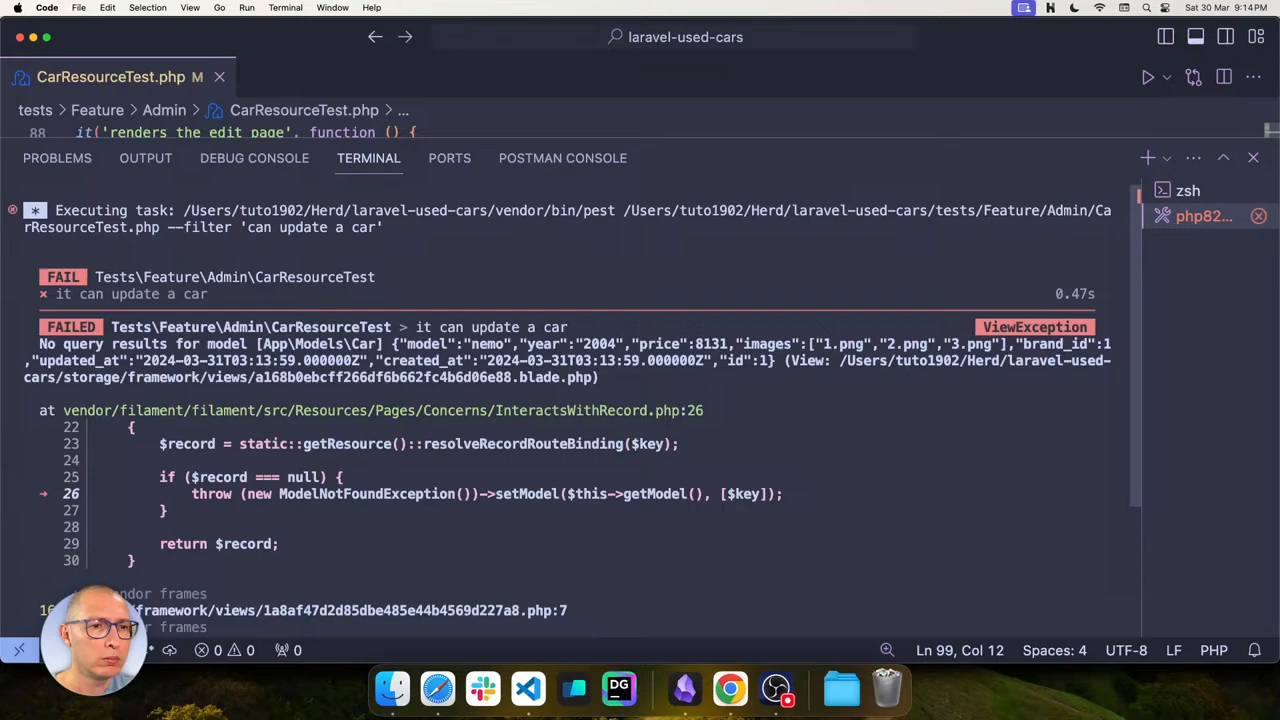 Code File Edit Selection View Go Run Terminal Window Help Sat 30 Mar 9:14 PM
laravel-used-cars
CarResourceTest.php M
tests > Feature > Admin > CarResourceTest.php > ...
88 it('renders the edit page', function () {
PROBLEMS OUTPUT DEBUG CONSOLE TERMINAL PORTS POSTMAN CONSOLE
zsh
php82...
* Executing task: /Users/tuto1902/Herd/laravel-used-cars/vendor/bin/pest /Users/tuto1902/Herd/laravel-used-cars/tests/Feature/Admin/Ca
rResourceTest.php --filter 'can update a car'
FAIL Tests\Feature\Admin\CarResourceTest
⨯ it can update a car 0.47s
FAILED Tests\Feature\Admin\CarResourceTest > it can update a car ViewException
No query results for model [App\Models\Car] {"model":"nemo","year":"2004","price":8131,"images":["1.png","2.png","3.png"],"brand_id":1
,"updated_at":"2024-03-31T03:13:59.000000Z","created_at":"2024-03-31T03:13:59.000000Z","id":1} (View: /Users/tuto1902/Herd/laravel-used-
cars/storage/framework/views/a168b0ebcff266df6b662fc4b6d06e88.blade.php)
at vendor/filament/filament/src/Resources/Pages/Concerns/InteractsWithRecord.php:26
22 {
23 $record = static::getResource()::resolveRecordRouteBinding($key);
24
25 if ($record === null) {
➜ 26 throw (new ModelNotFoundException())->setModel($this->getModel(), [$key]);
27 }
28
29 return $record;
30 }
frames
framework/views/1a8af47d2d85dbe485e44b4569d227a8.php:7
frames
0 0 0 Ln 99, Col 12 Spaces: 4 UTF-8 LF PHP
DG